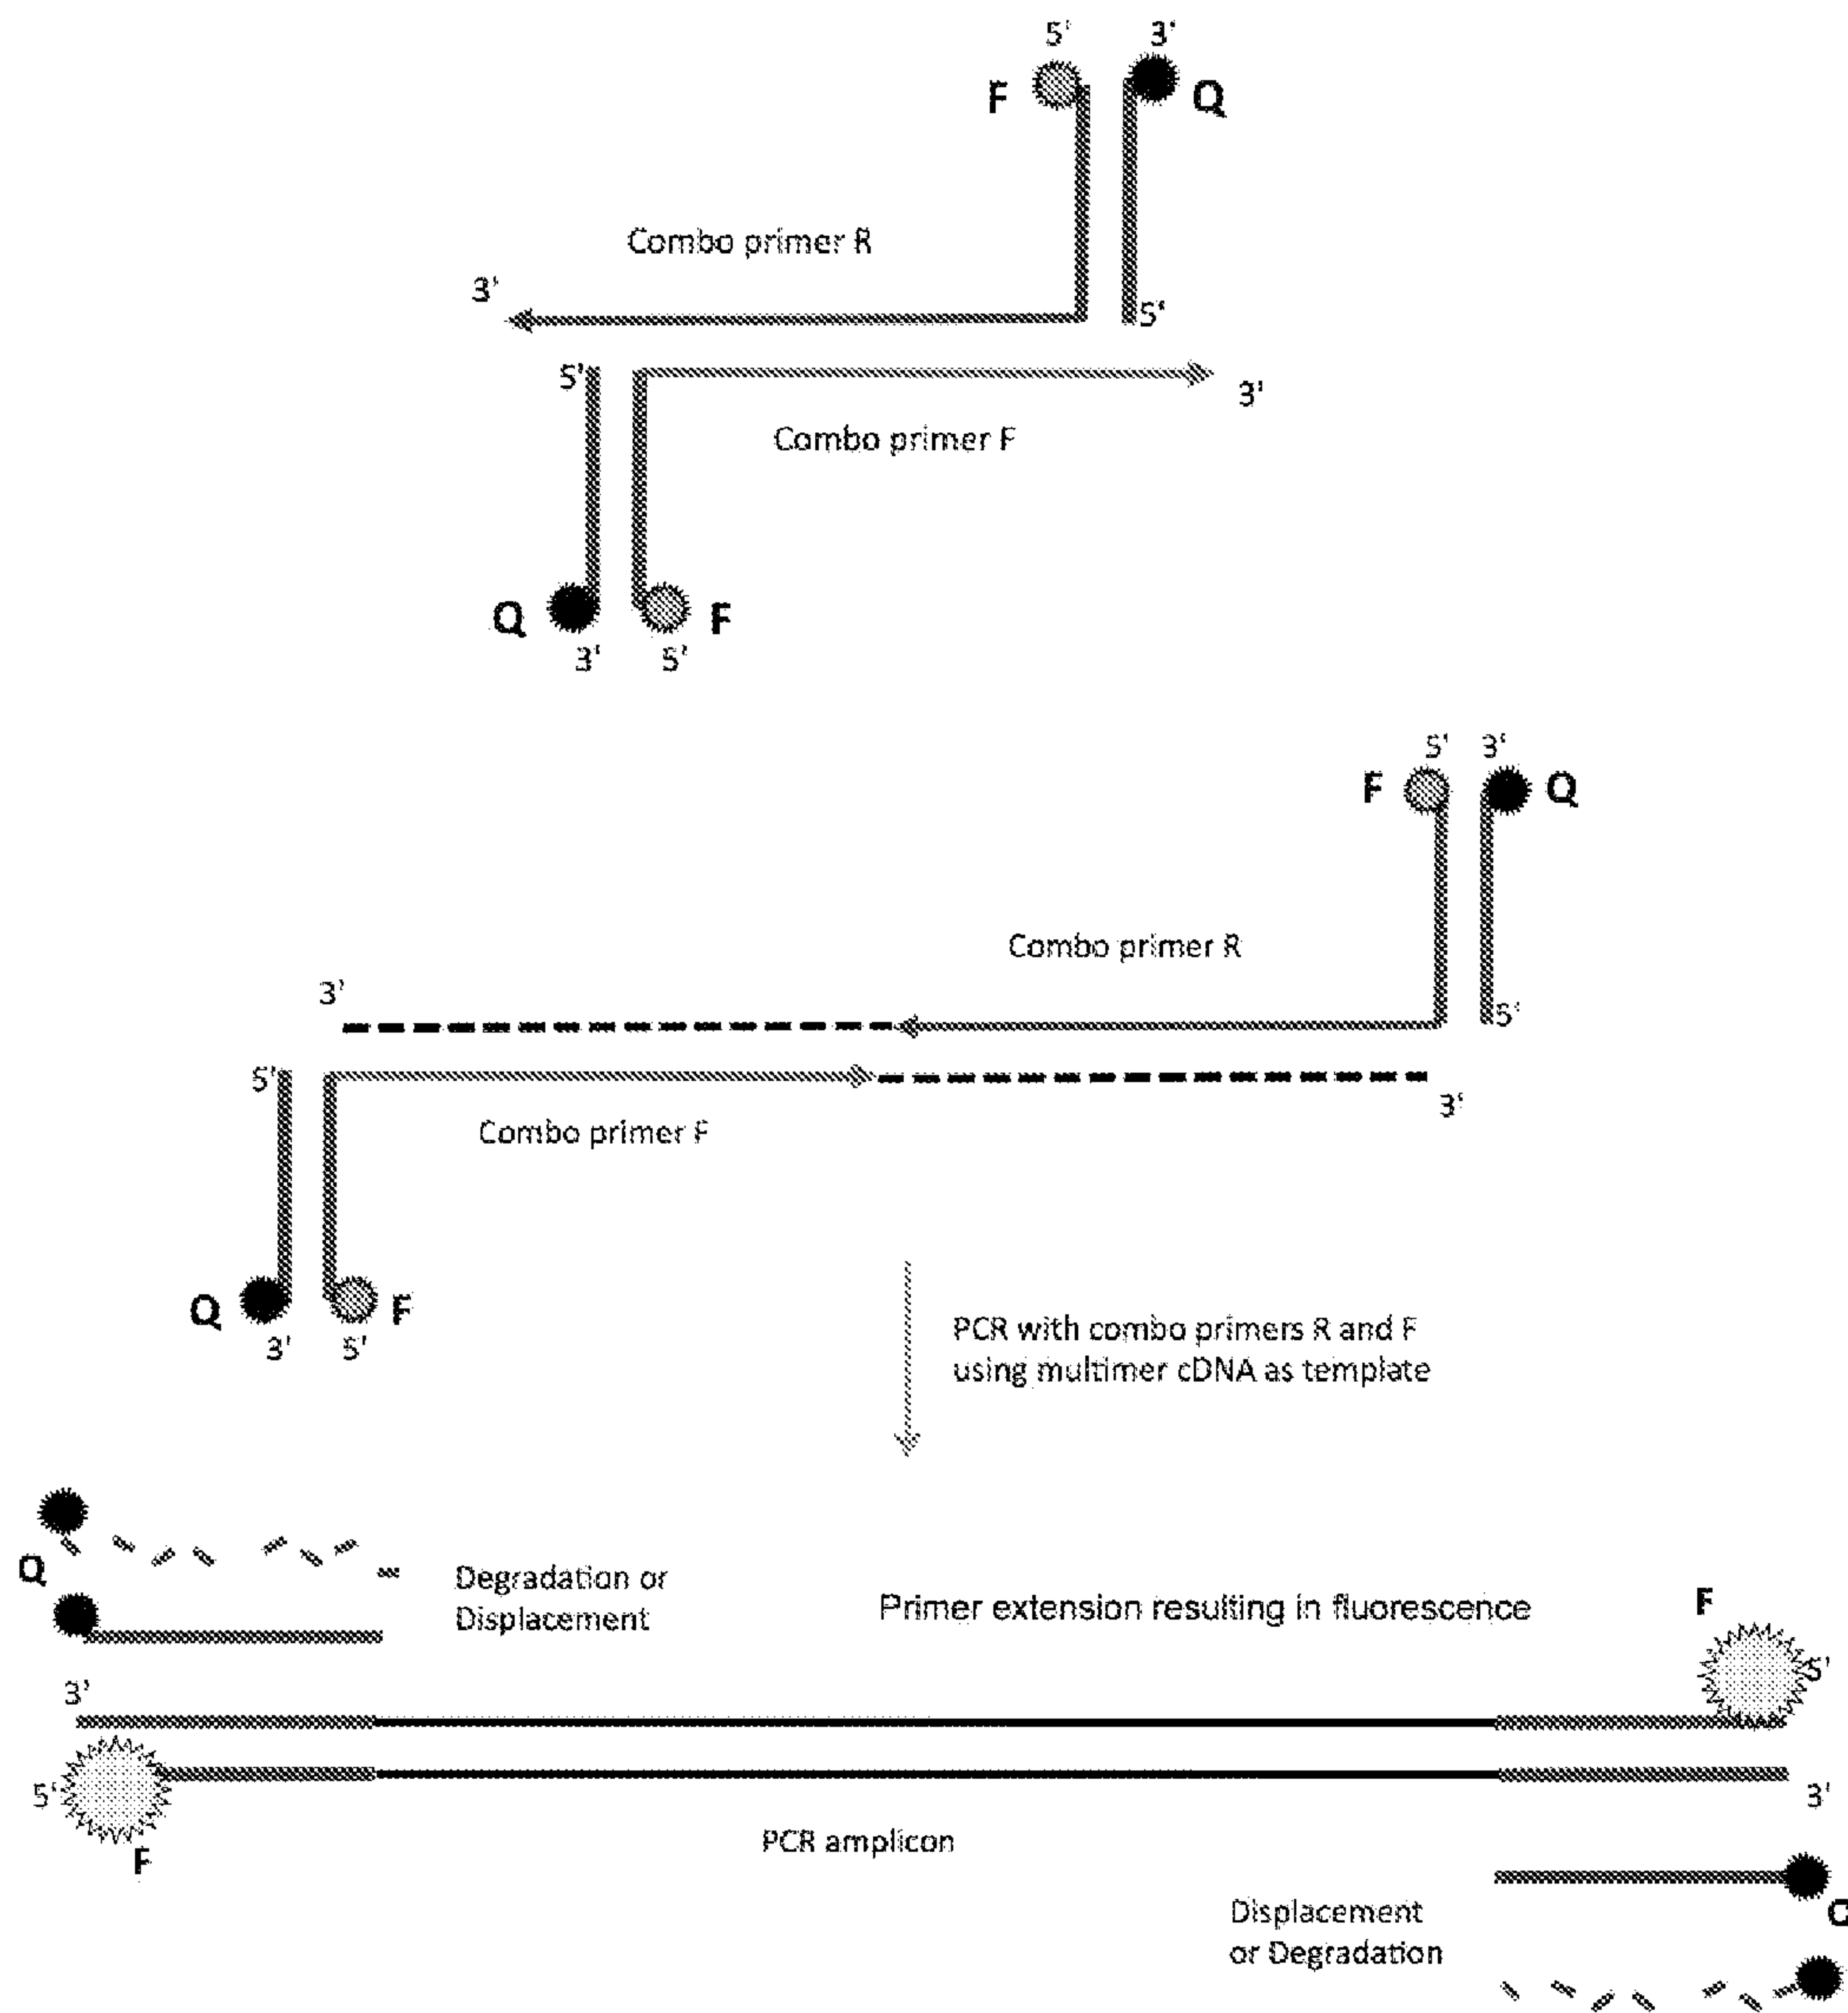 5' 3'
F Q
Combo primer R
3'
5'
5'
3'
Combo primer F
Q F
3' 5'
5' 3'
F Q
Combo primer R
3'
5'
5'
3'
Combo primer F
Q F
3' 5'
PCR with combo primers R and F
using multimer cDNA as template
Q
Degradation or
Displacement
Primer extension resulting in fluorescence
F
5'
3'
5'
F
3'
PCR amplicon
Q
Displacement
or Degradation